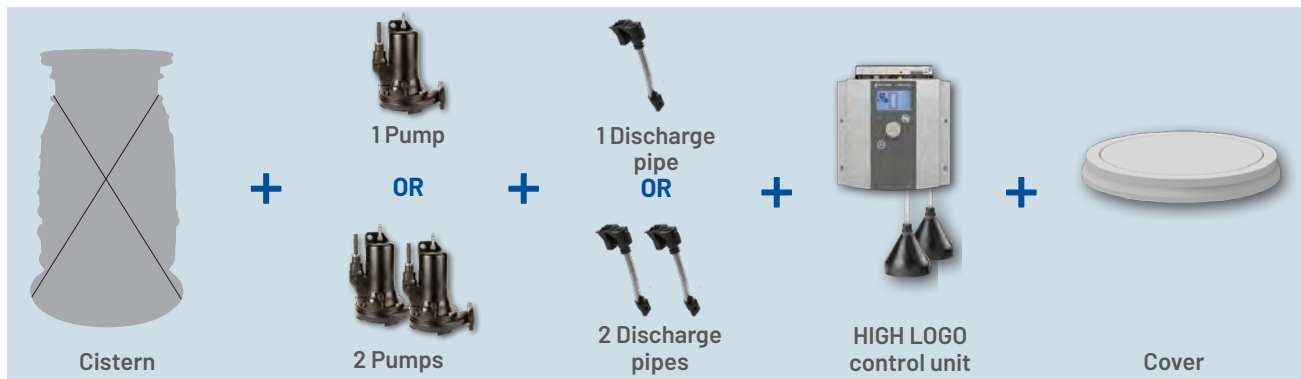 Cistern
+
1 Pump
OR
2 Pumps
+
1 Discharge
pipe
OR
2 Discharge
pipes
+
HIGH LOGO
control unit
+
Cover